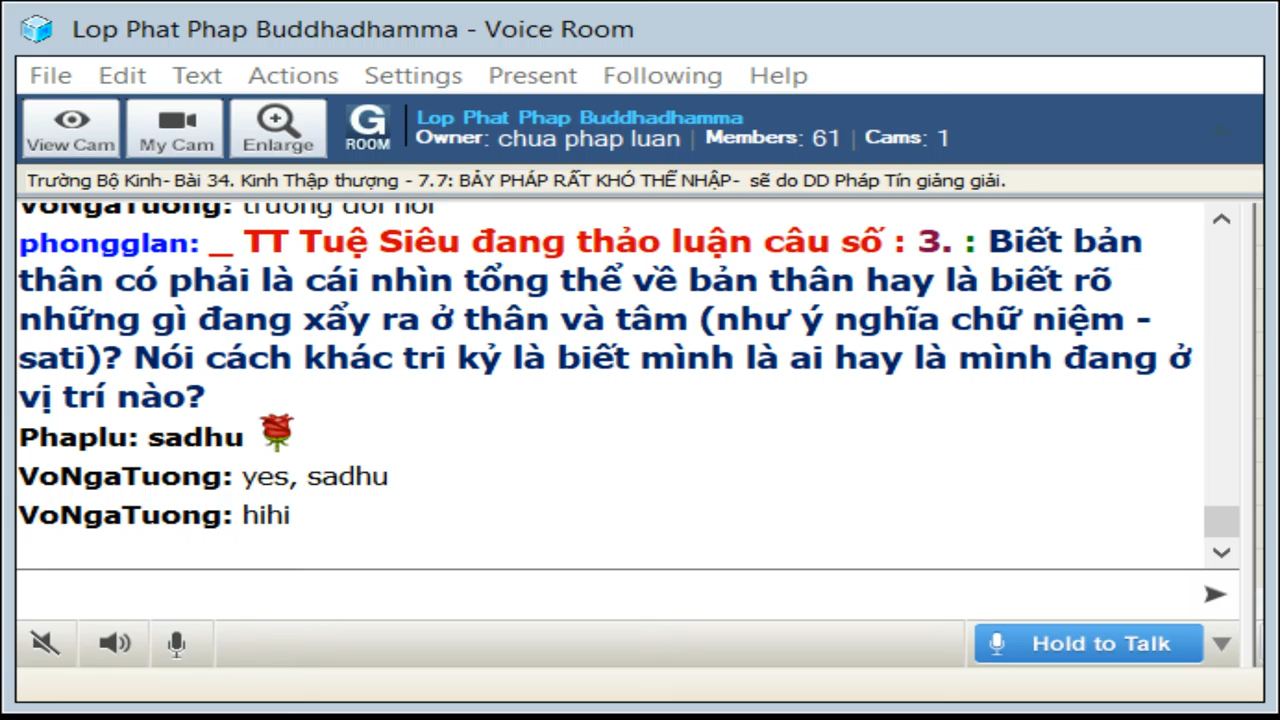 Lop Phat Phap Buddhadhamma - Voice Room
File Edit Text Actions Settings Present Following Help
View Cam My Cam Enlarge G ROOM
Lop Phat Phap Buddhadhamma
Owner: chua phap luan | Members: 61 | Cams: 1
Trường Bộ Kinh- Bài 34. Kinh Thập thượng - 7.7: BẢY PHÁP RẤT KHÓ THỂ NHẬP- sẽ do DD Pháp Tín giảng giải.
VoNgaTuong:
phongglan: _ TT Tuệ Siêu đang thảo luận câu số : 3. : Biết bản
thân có phải là cái nhìn tổng thể về bản thân hay là biết rõ
những gì đang xẩy ra ở thân và tâm (như ý nghĩa chữ niệm -
sati)? Nói cách khác tri kỷ là biết mình là ai hay là mình đang ở
vị trí nào?
Phaplu: sadhu
VoNgaTuong: yes, sadhu
VoNgaTuong: hihi
Hold to Talk